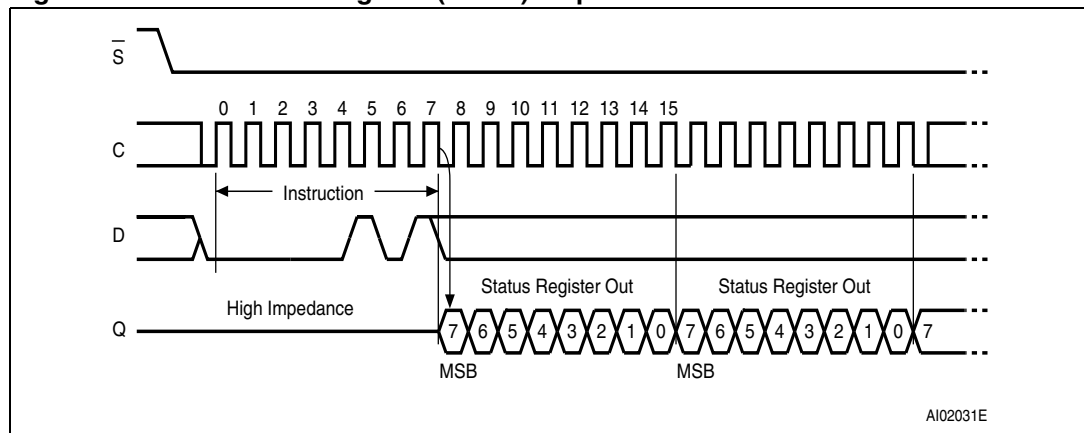 S
0 1 2 3 4 5 6 7 8 9 10 11 12 13 14 15
C
Instruction
D
Status Register Out Status Register Out
High Impedance
Q 7 6 5 4 3 2 1 0 7 6 5 4 3 2 1 0 7
MSB MSB
AI02031E